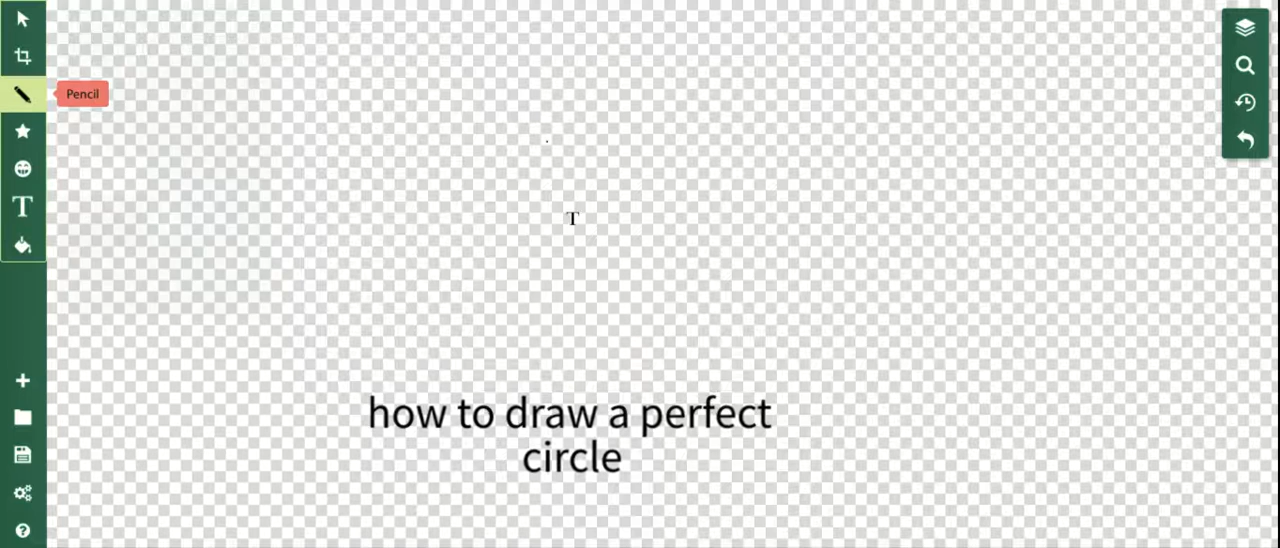 Pencil
T
T
how to draw a perfect
circle